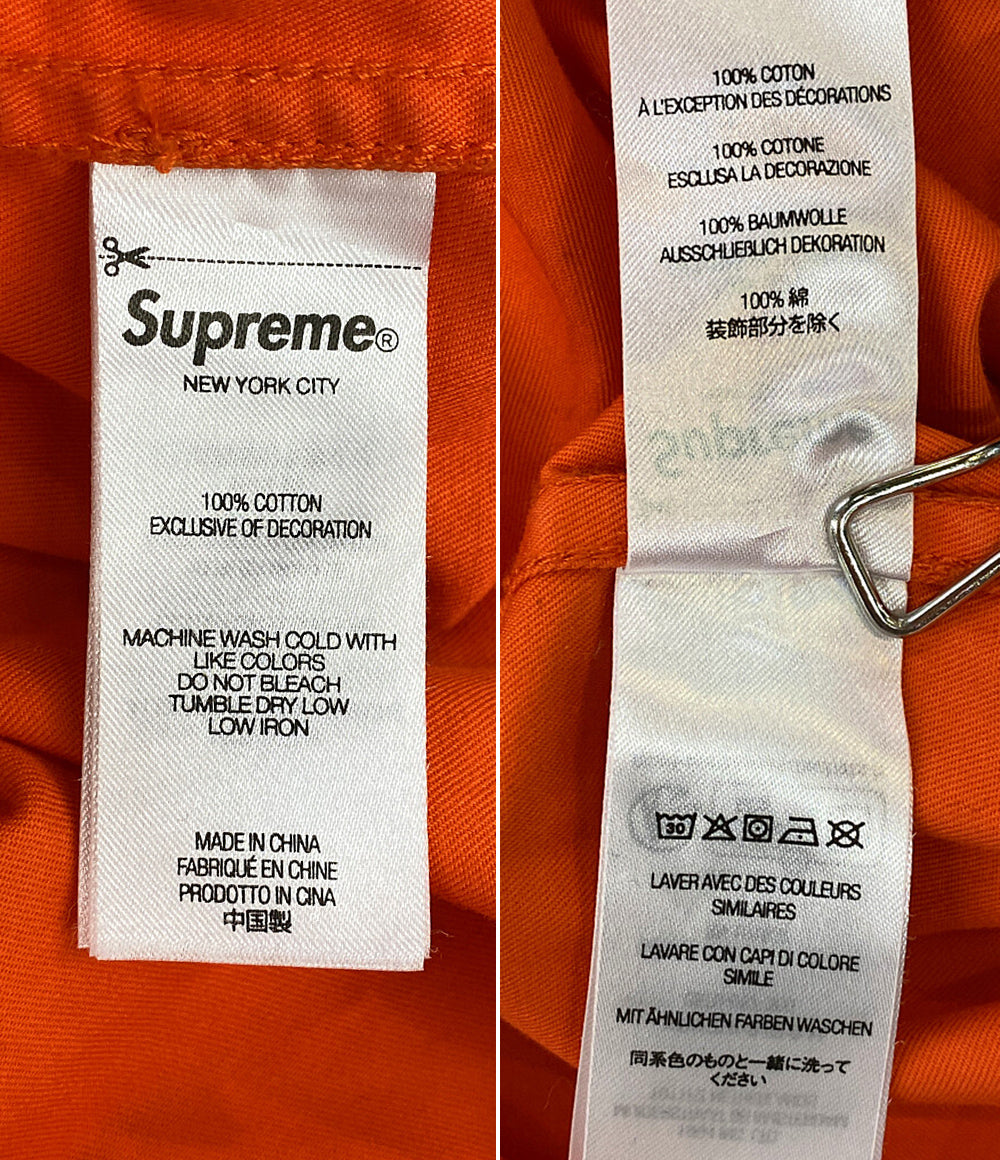 Supreme®
NEW YORK CITY
100% COTTON
EXCLUSIVE OF DECORATION
MACHINE WASH COLD WITH
LIKE COLORS
DO NOT BLEACH
TUMBLE DRY LOW
LOW IRON
MADE IN CHINA
FABRIQUÉ EN CHINE
PRODOTTO IN CINA
中国製
100% COTON
À L'EXCEPTION DES DÉCORATIONS
100% COTONE
ESCLUSA LA DECORAZIONE
100% BAUMWOLLE
AUSSCHLIEßLICH DEKORATION
100% 綿
装飾部分を除く
30
LAVER AVEC DES COULEURS
SIMILAIRES
LAVARE CON CAPI DI COLORE
SIMILE
MIT ÄHNLICHEN FARBEN WASCHEN
同系色のものと一緒に洗って
ください